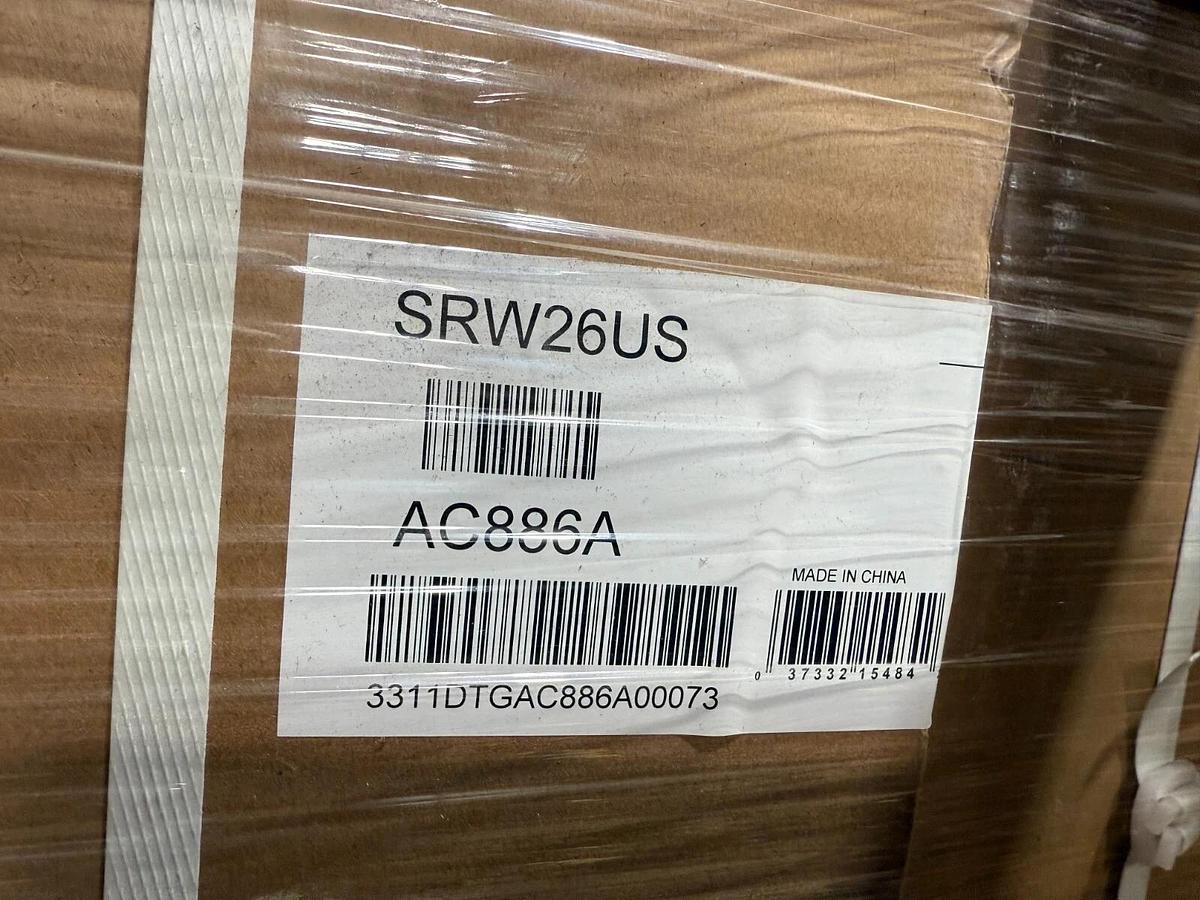 SRW26US
AC886A
MADE IN CHINA
0 37332 15484
3311DTGAC886A00073